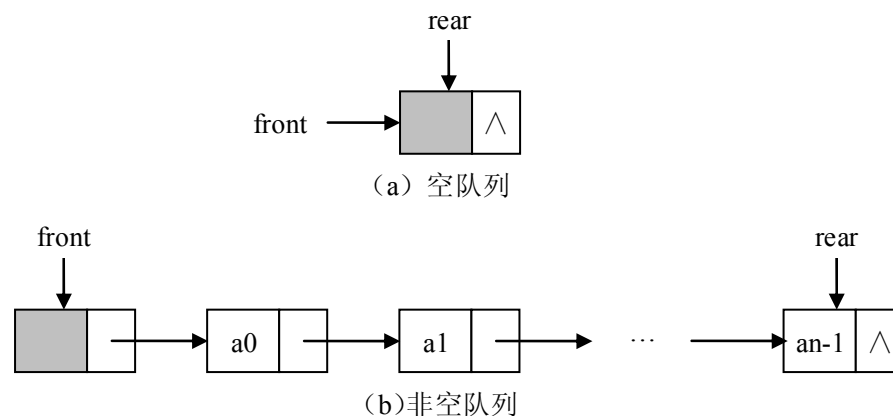 rear
front ∧
（a）空队列
front rear
a0 a1 … an-1 ∧
（b）非空队列